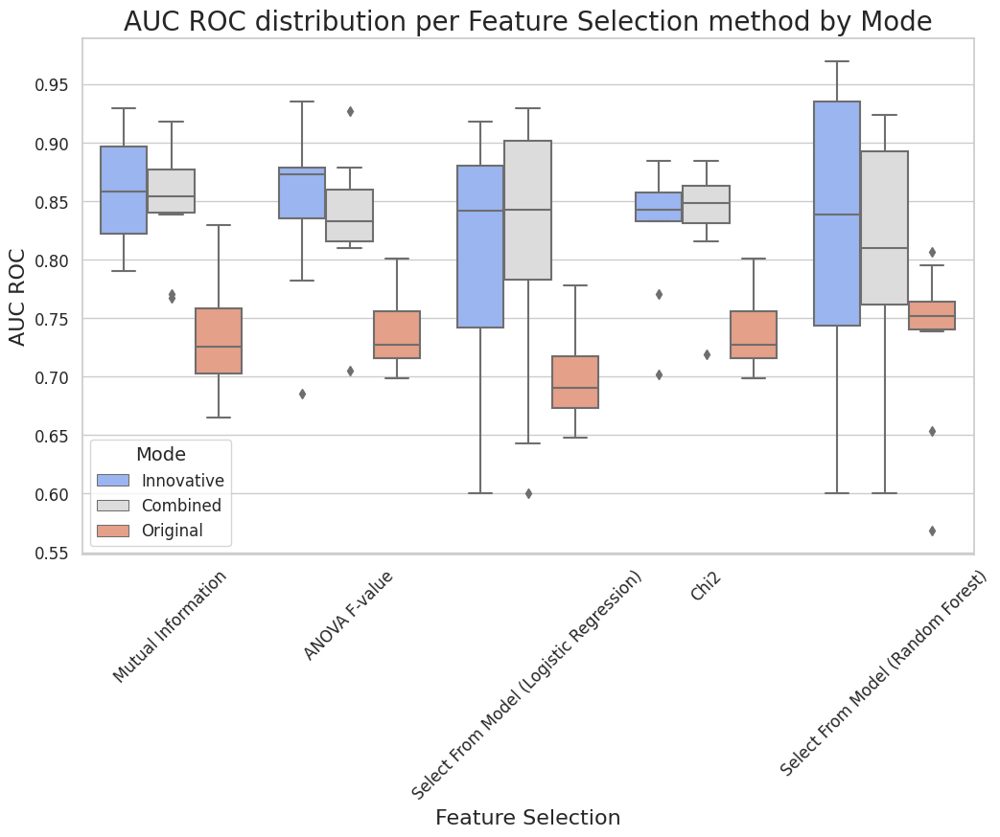 AUC ROC distribution per Feature Selection method by Mode
AUC ROC
0.95
0.90
0.85
0.80
0.75
0.70
0.65
0.60
0.55
Mode
Innovative
Combined
Original
Mutual Information
ANOVA F-value
Select From Model (Logistic Regression)
Chi2
Select From Model (Random Forest)
Feature Selection